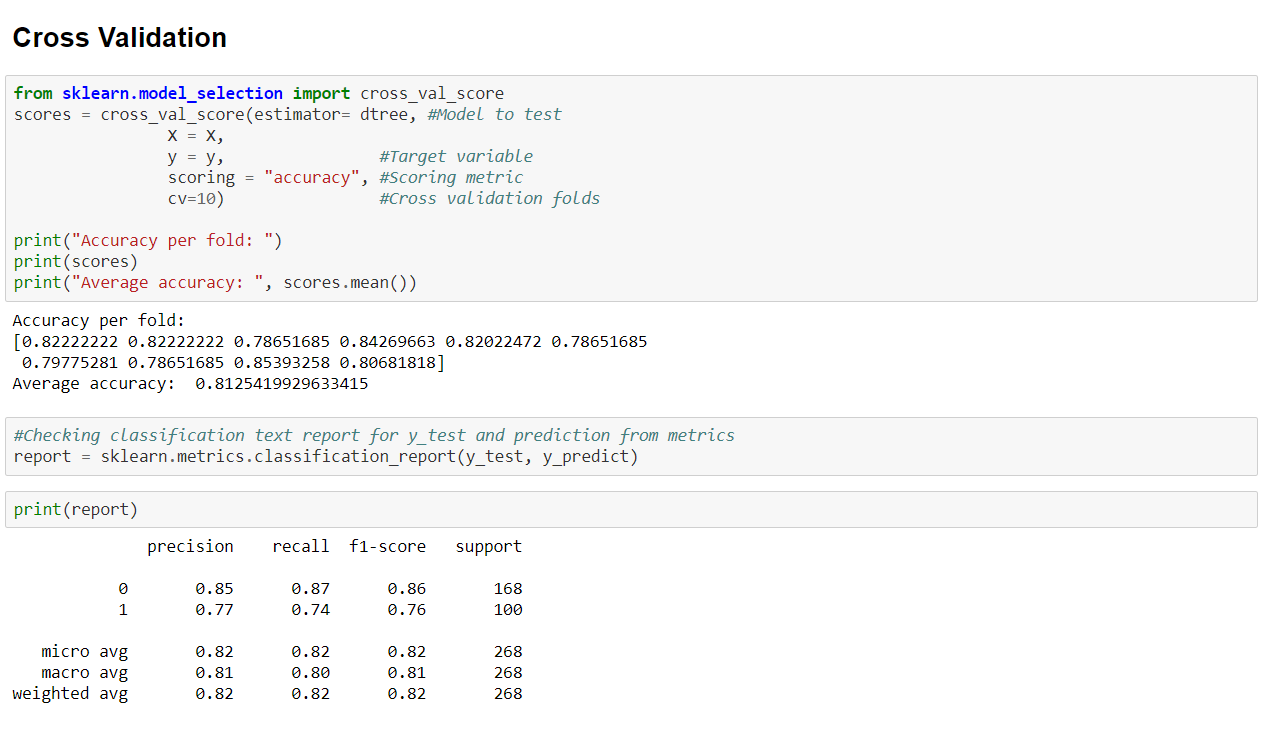 Cross Validation
from sklearn.model_selection import cross_val_score
scores = cross_val_score(estimator= dtree, #Model to test
                X = X,
                y = y,                #Target variable
                scoring = "accuracy", #Scoring metric
                cv=10)                #Cross validation folds
print("Accuracy per fold: ")
print(scores)
print("Average accuracy: ", scores.mean())
Accuracy per fold:
[0.82222222 0.82222222 0.78651685 0.84269663 0.82022472 0.78651685
 0.79775281 0.78651685 0.85393258 0.80681818]
Average accuracy:  0.8125419929633415
#Checking classification text report for y_test and prediction from metrics
report = sklearn.metrics.classification_report(y_test, y_predict)
print(report)
              precision    recall  f1-score   support
           0       0.85      0.87      0.86       168
           1       0.77      0.74      0.76       100
   micro avg       0.82      0.82      0.82       268
   macro avg       0.81      0.80      0.81       268
weighted avg       0.82      0.82      0.82       268